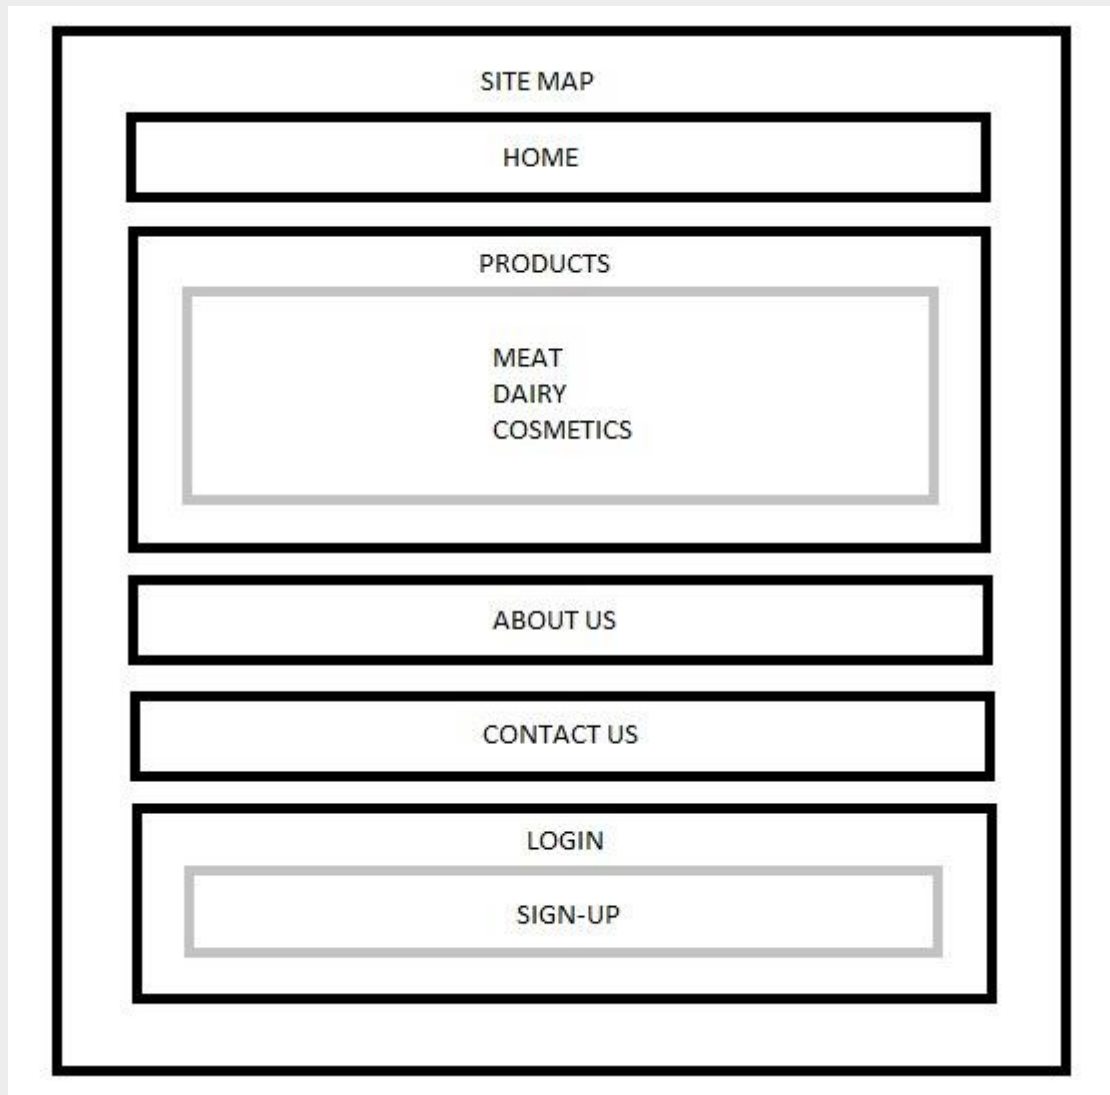 SITE MAP
HOME
PRODUCTS
MEAT
DAIRY
COSMETICS
ABOUT US
CONTACT US
LOGIN
SIGN-UP